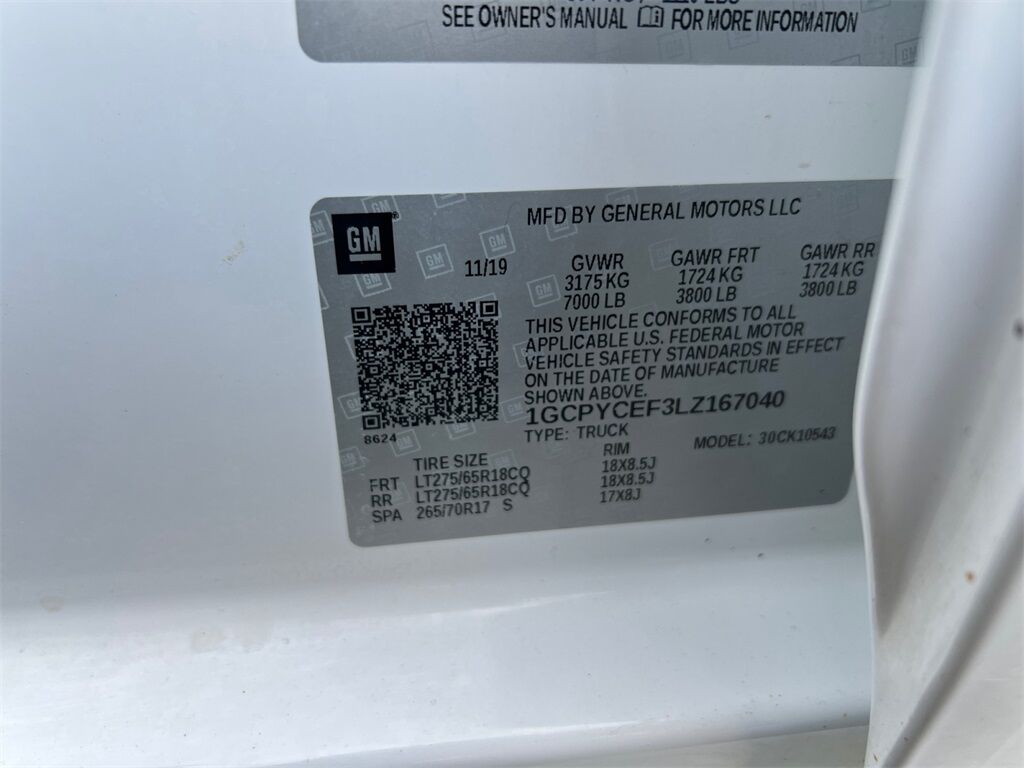 SEE OWNER'S MANUAL FOR MORE INFORMATION
GM
MFD BY GENERAL MOTORS LLC
11/19
GVWR GAWR FRT GAWR RR
3175 KG 1724 KG 1724 KG
7000 LB 3800 LB 3800 LB
THIS VEHICLE CONFORMS TO ALL
APPLICABLE U.S. FEDERAL MOTOR
VEHICLE SAFETY STANDARDS IN EFFECT
ON THE DATE OF MANUFACTURE
SHOWN ABOVE.
1GCPYCEF3LZ167040
8624
TYPE: TRUCK MODEL: 30CK10543
TIRE SIZE RIM
FRT LT275/65R18CQ 18X8.5J
RR LT275/65R18CQ 18X8.5J
SPA 265/70R17 S 17X8J